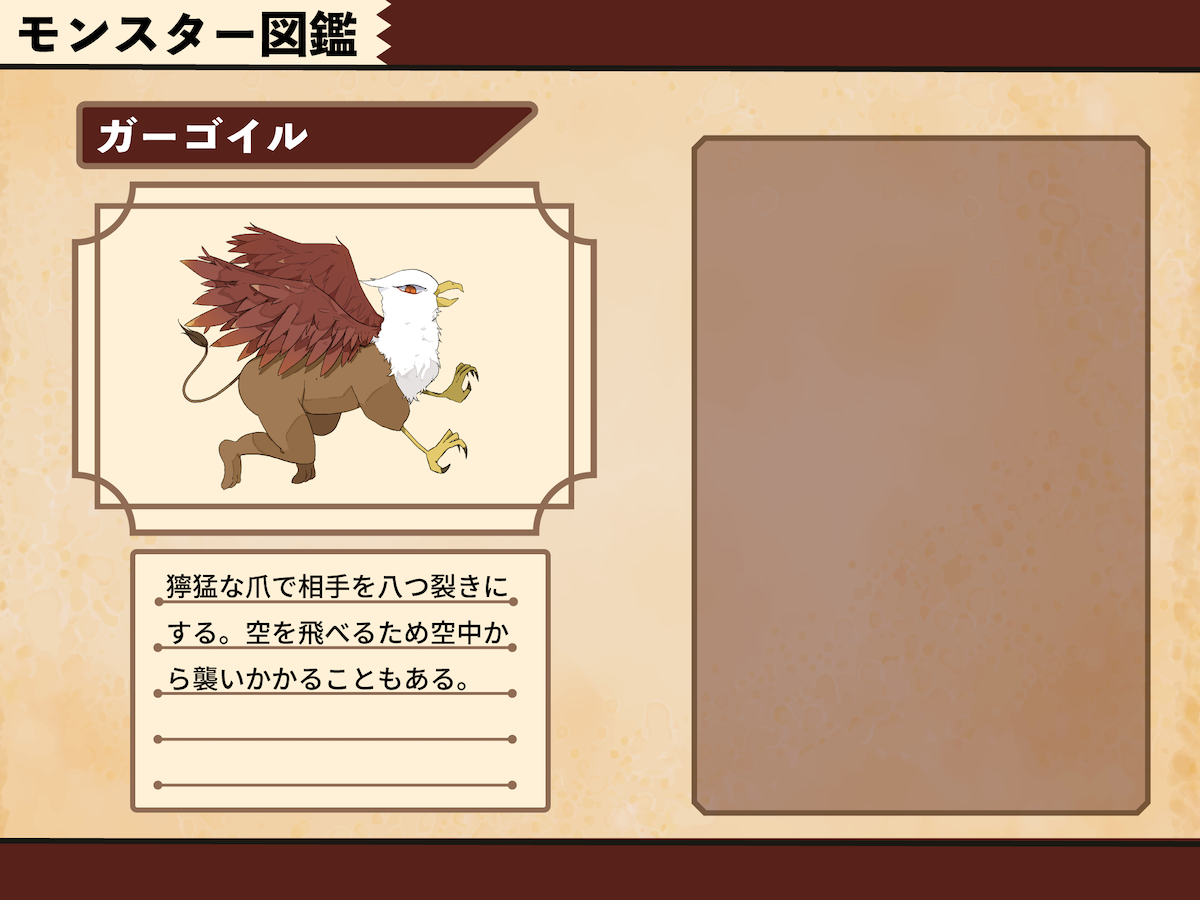 モンスター図鑑
ガーゴイル
獰猛な爪で相手を八つ裂きに
する。空を飛べるため空中か
ら襲いかかることもある。